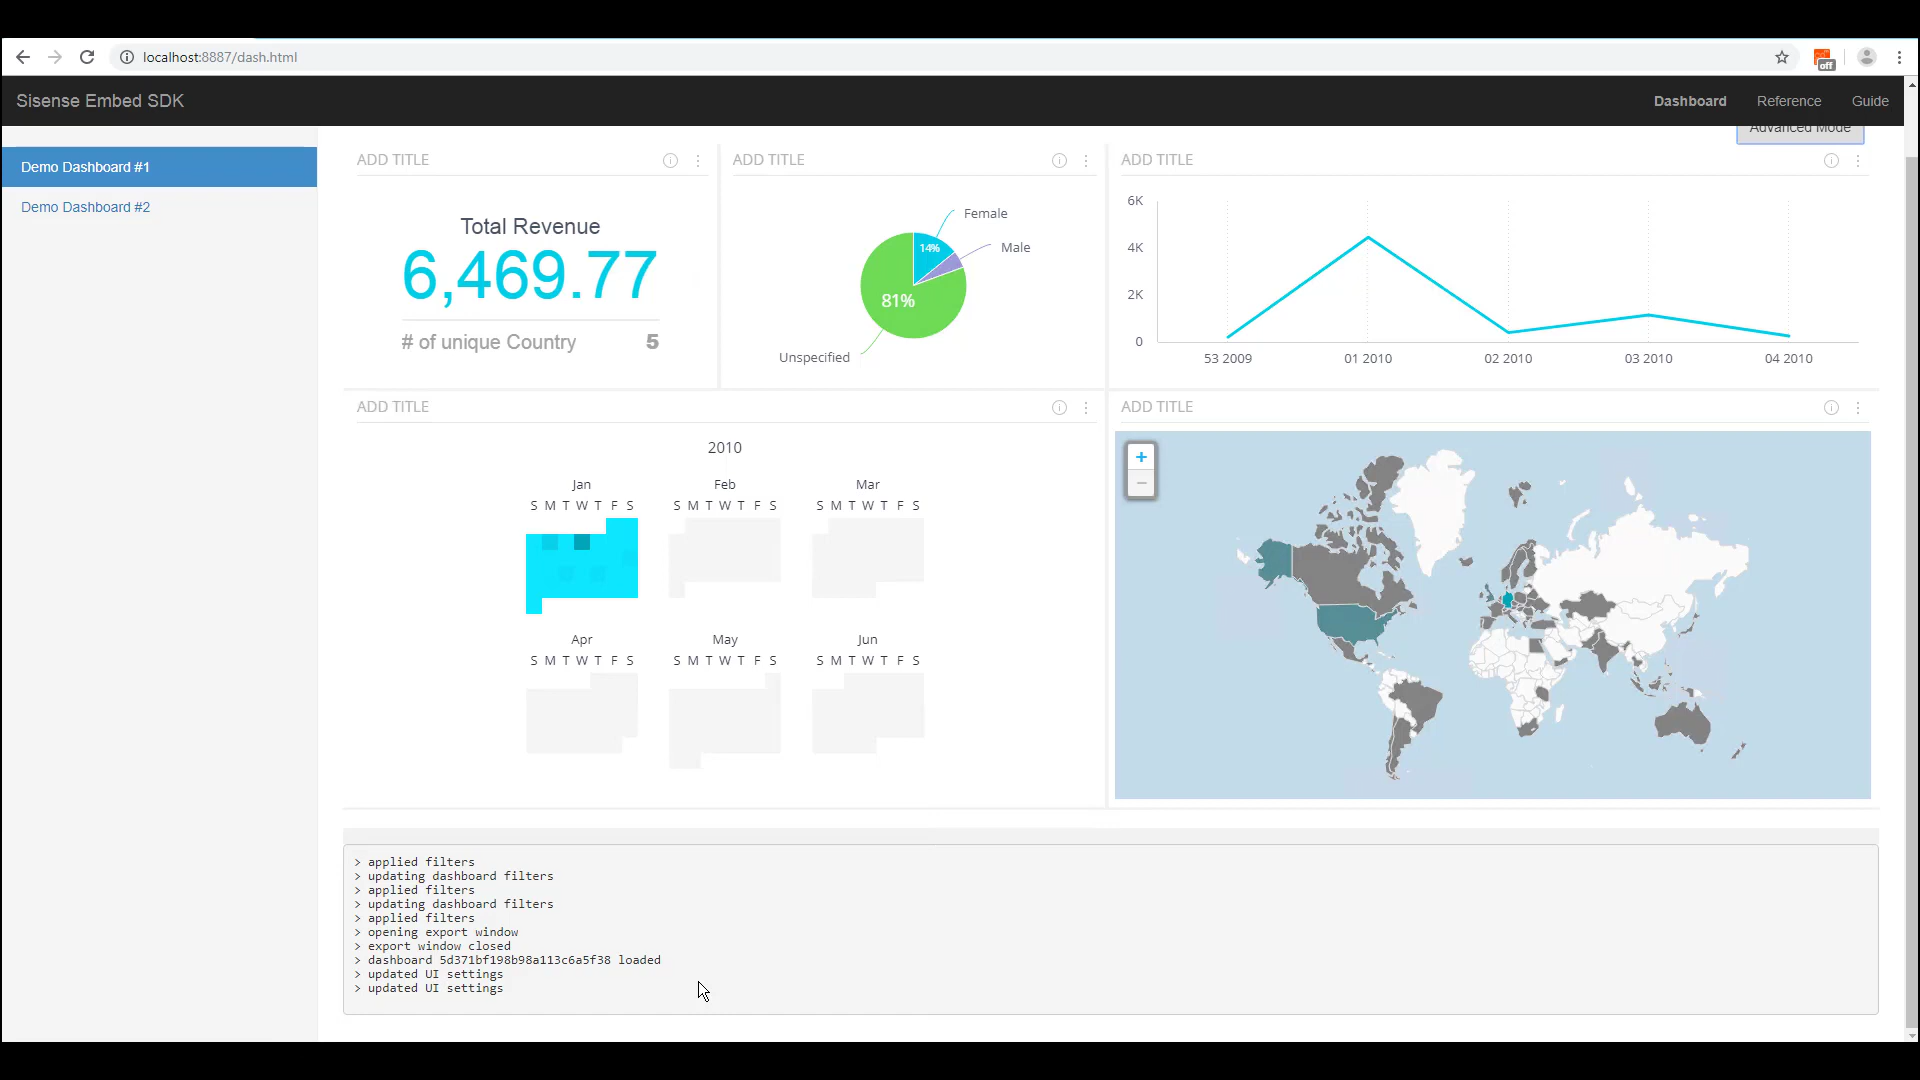 localhost:8887/dash.html
off
Sisense Embed SDK
Dashboard Reference Guide
Advanced Mode
Demo Dashboard #1
Demo Dashboard #2
ADD TITLE
Total Revenue
6,469.77
# of unique Country 5
ADD TITLE
Female
14%
Male
81%
Unspecified
ADD TITLE
6K
4K
2K
0
53 2009 01 2010 02 2010 03 2010 04 2010
ADD TITLE
2010
Jan Feb Mar
S M T W T F S S M T W T F S S M T W T F S
Apr May Jun
S M T W T F S S M T W T F S S M T W T F S
ADD TITLE
+
−
> applied filters
> updating dashboard filters
> applied filters
> updating dashboard filters
> applied filters
> opening export window
> export window closed
> dashboard 5d371bf198b98a113c6a5f38 loaded
> updated UI settings
> updated UI settings